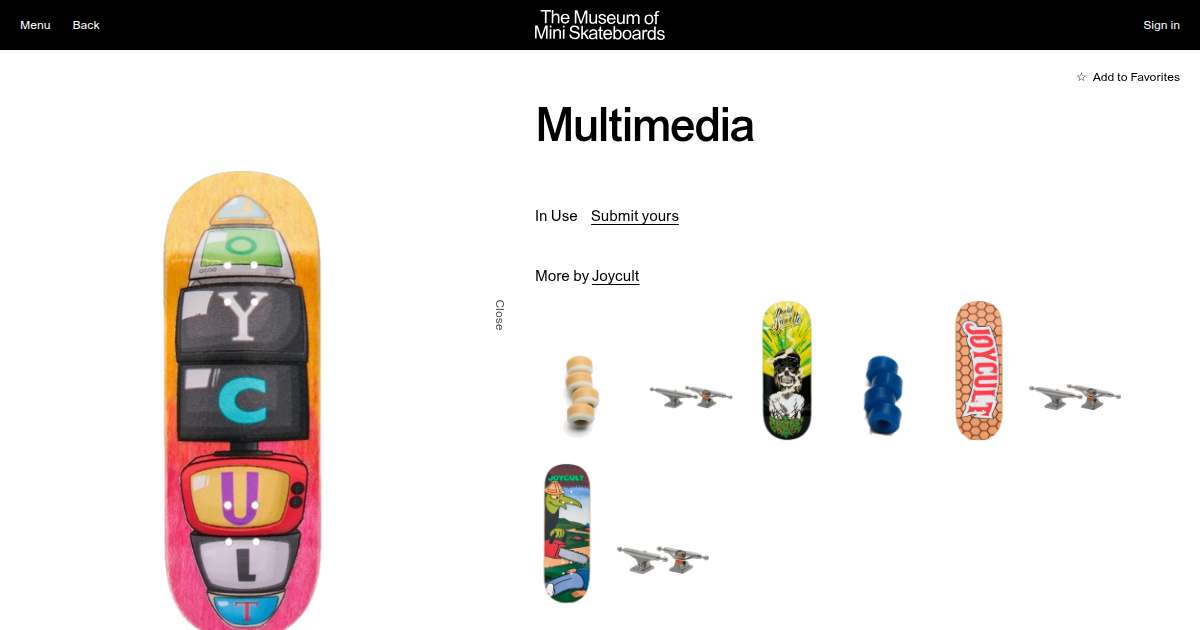 Menu Back
The Museum of
Mini Skateboards
Sign in
☆ Add to Favorites
Multimedia
In Use Submit yours
More by Joycult
Close
J
O
Y
C
U
L
T
JOYCULT
JOYCULT